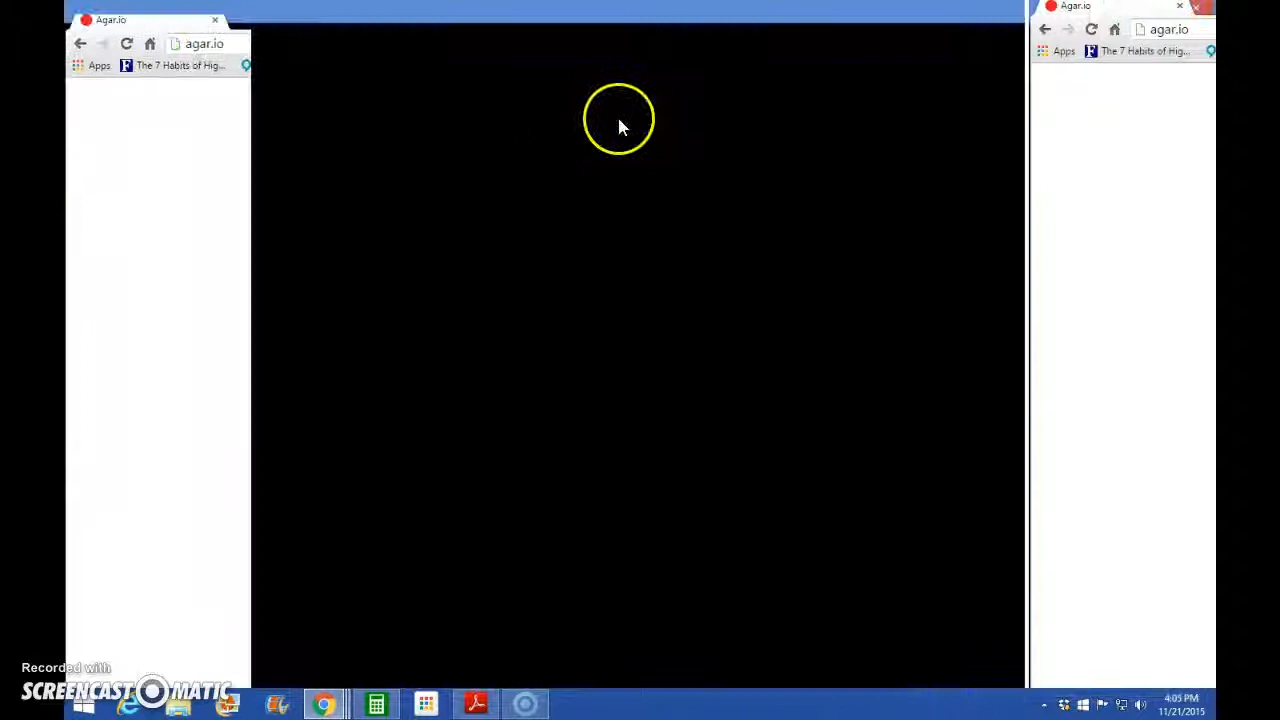 Agar.io
agar.io
Apps The 7 Habits of Hig...
Agar.io
agar.io
Apps The 7 Habits of Hig...
Recorded with
SCREENCAST MATIC
4:05 PM
11/21/2015